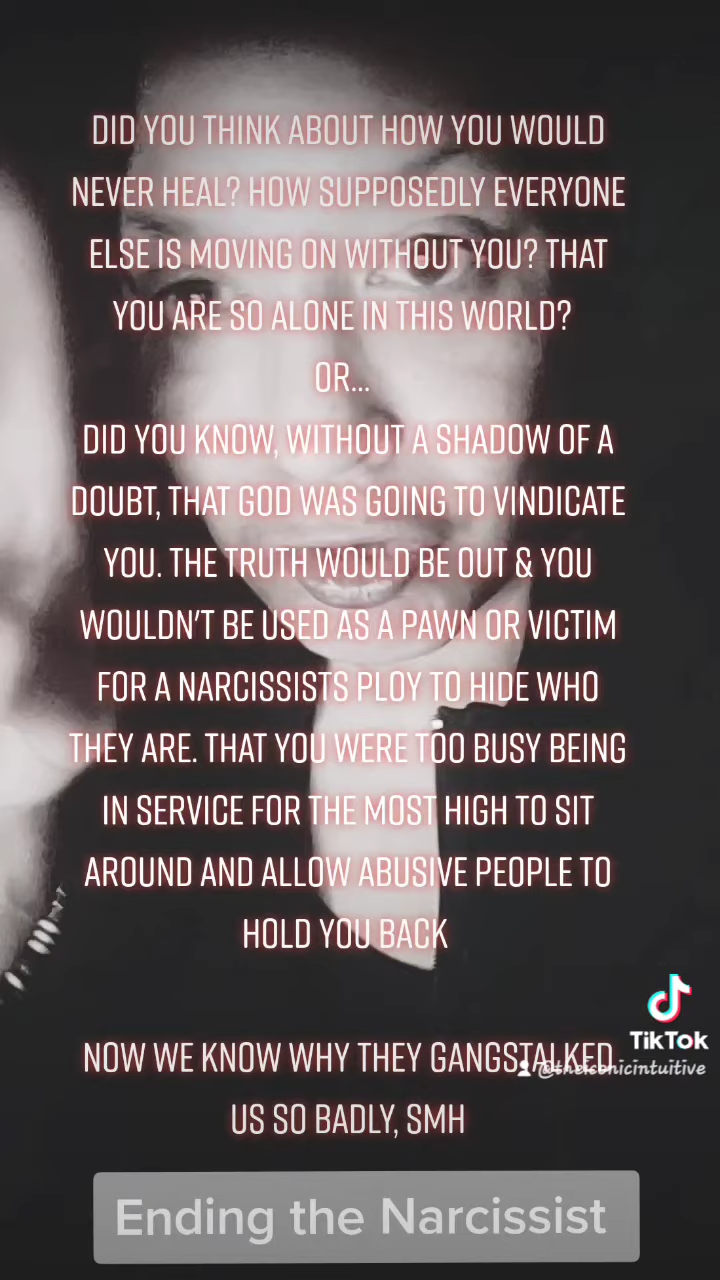 DID YOU THINK ABOUT HOW YOU WOULD
NEVER HEAL? HOW SUPPOSEDLY EVERYONE
ELSE IS MOVING ON WITHOUT YOU? THAT
YOU ARE SO ALONE IN THIS WORLD?
OR...
DID YOU KNOW, WITHOUT A SHADOW OF A
DOUBT, THAT GOD WAS GOING TO VINDICATE
YOU. THE TRUTH WOULD BE OUT & YOU
WOULDN'T BE USED AS A PAWN OR VICTIM
FOR A NARCISSISTS PLOY TO HIDE WHO
THEY ARE. THAT YOU WERE TOO BUSY BEING
IN SERVICE FOR THE MOST HIGH TO SIT
AROUND AND ALLOW ABUSIVE PEOPLE TO
HOLD YOU BACK
NOW WE KNOW WHY THEY GANGSTALKED
US SO BADLY, SMH
TikTok
@theiconicintuitive
Ending the Narcissist